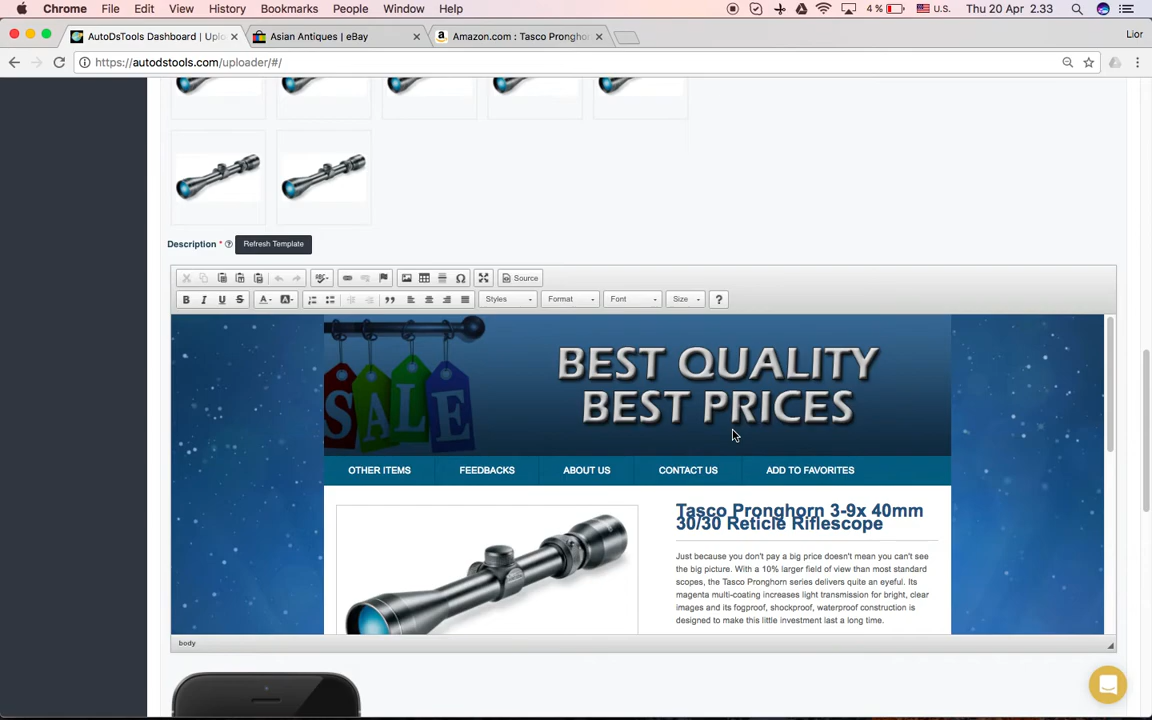 Chrome File Edit View History Bookmarks People Window Help 4 % U.S. Thu 20 Apr 2.33
AutoDsTools Dashboard | Uplo Asian Antiques | eBay Amazon.com : Tasco Pronghor Lior
https://autodstools.com/uploader/#/
Description * Refresh Template
Source
B I U S A A Styles Format Font Size ?
SALE
BEST QUALITY
BEST PRICES
OTHER ITEMS FEEDBACKS ABOUT US CONTACT US ADD TO FAVORITES
Tasco Pronghorn 3-9x 40mm
30/30 Reticle Riflescope
Just because you don't pay a big price doesn't mean you can't see
the big picture. With a 10% larger field of view than most standard
scopes, the Tasco Pronghorn series delivers quite an eyeful. Its
magenta multi-coating increases light transmission for bright, clear
images and its fogproof, shockproof, waterproof construction is
designed to make this little investment last a long time.
body